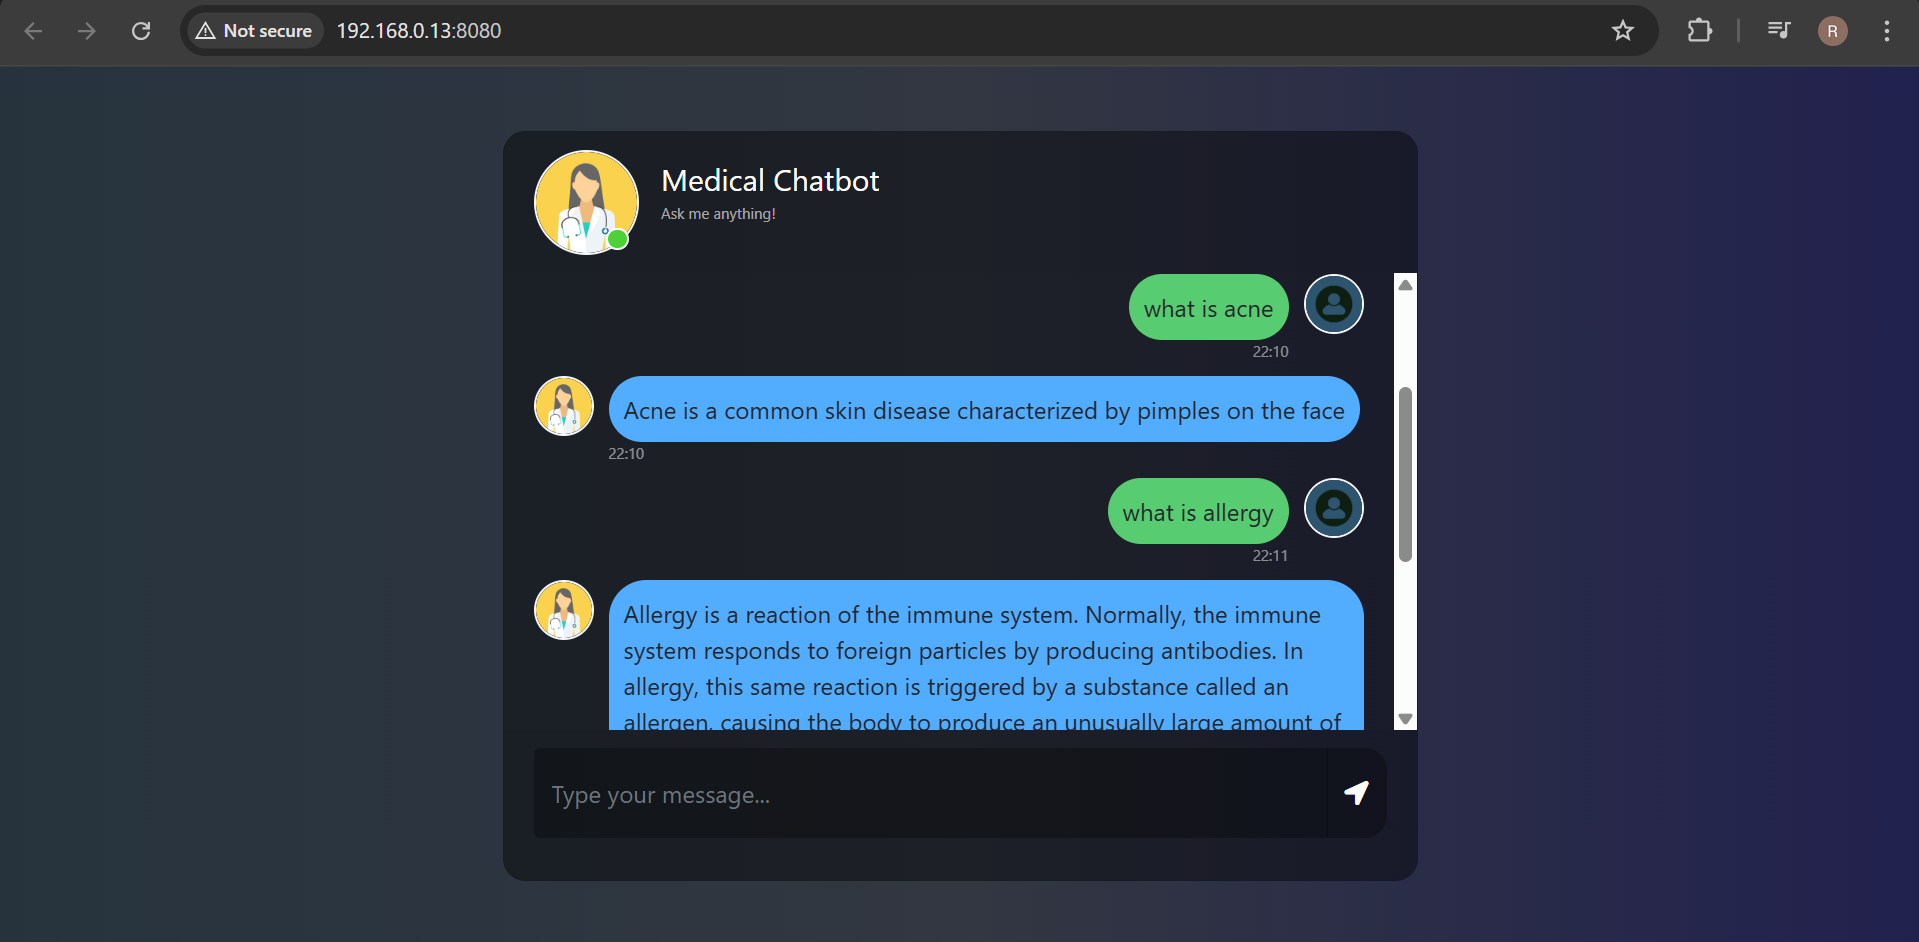 Not secure 192.168.0.13:8080
R
Medical Chatbot
Ask me anything!
what is acne
22:10
Acne is a common skin disease characterized by pimples on the face
22:10
what is allergy
22:11
Allergy is a reaction of the immune system. Normally, the immune
system responds to foreign particles by producing antibodies. In
allergy, this same reaction is triggered by a substance called an
allergen, causing the body to produce an unusually large amount of
Type your message...